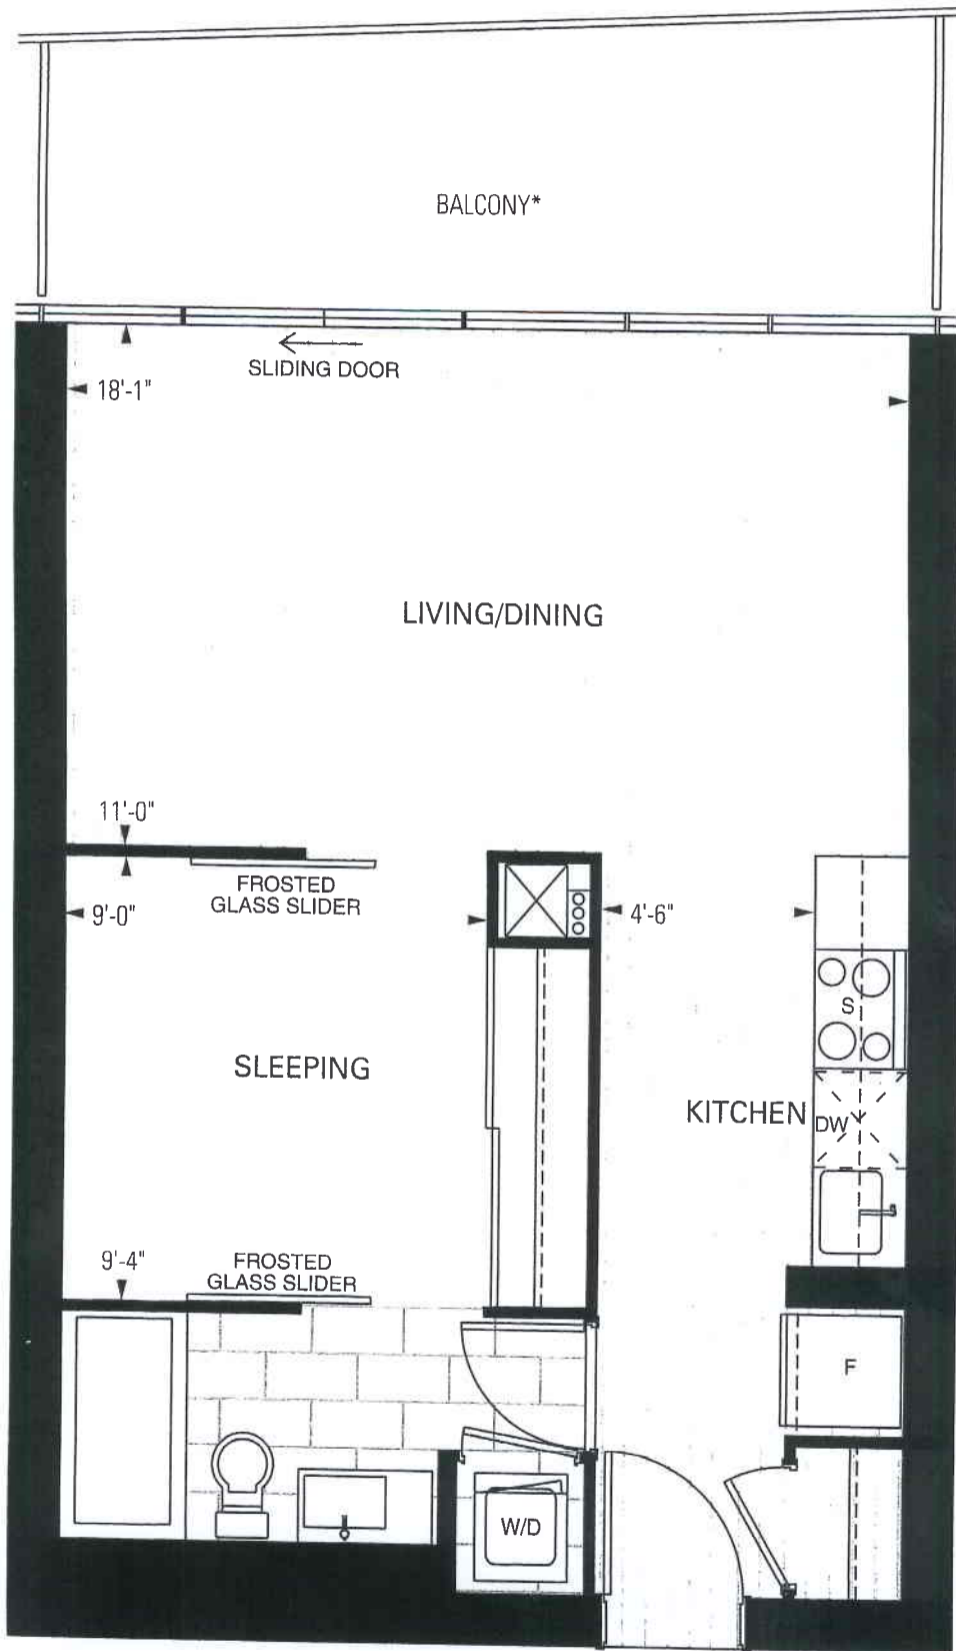 BALCONY*
SLIDING DOOR
18'-1"
LIVING/DINING
11'-0"
FROSTED
GLASS SLIDER
9'-0"
4'-6"
S
SLEEPING
KITCHEN
DW
9'-4"
FROSTED
GLASS SLIDER
F
W/D